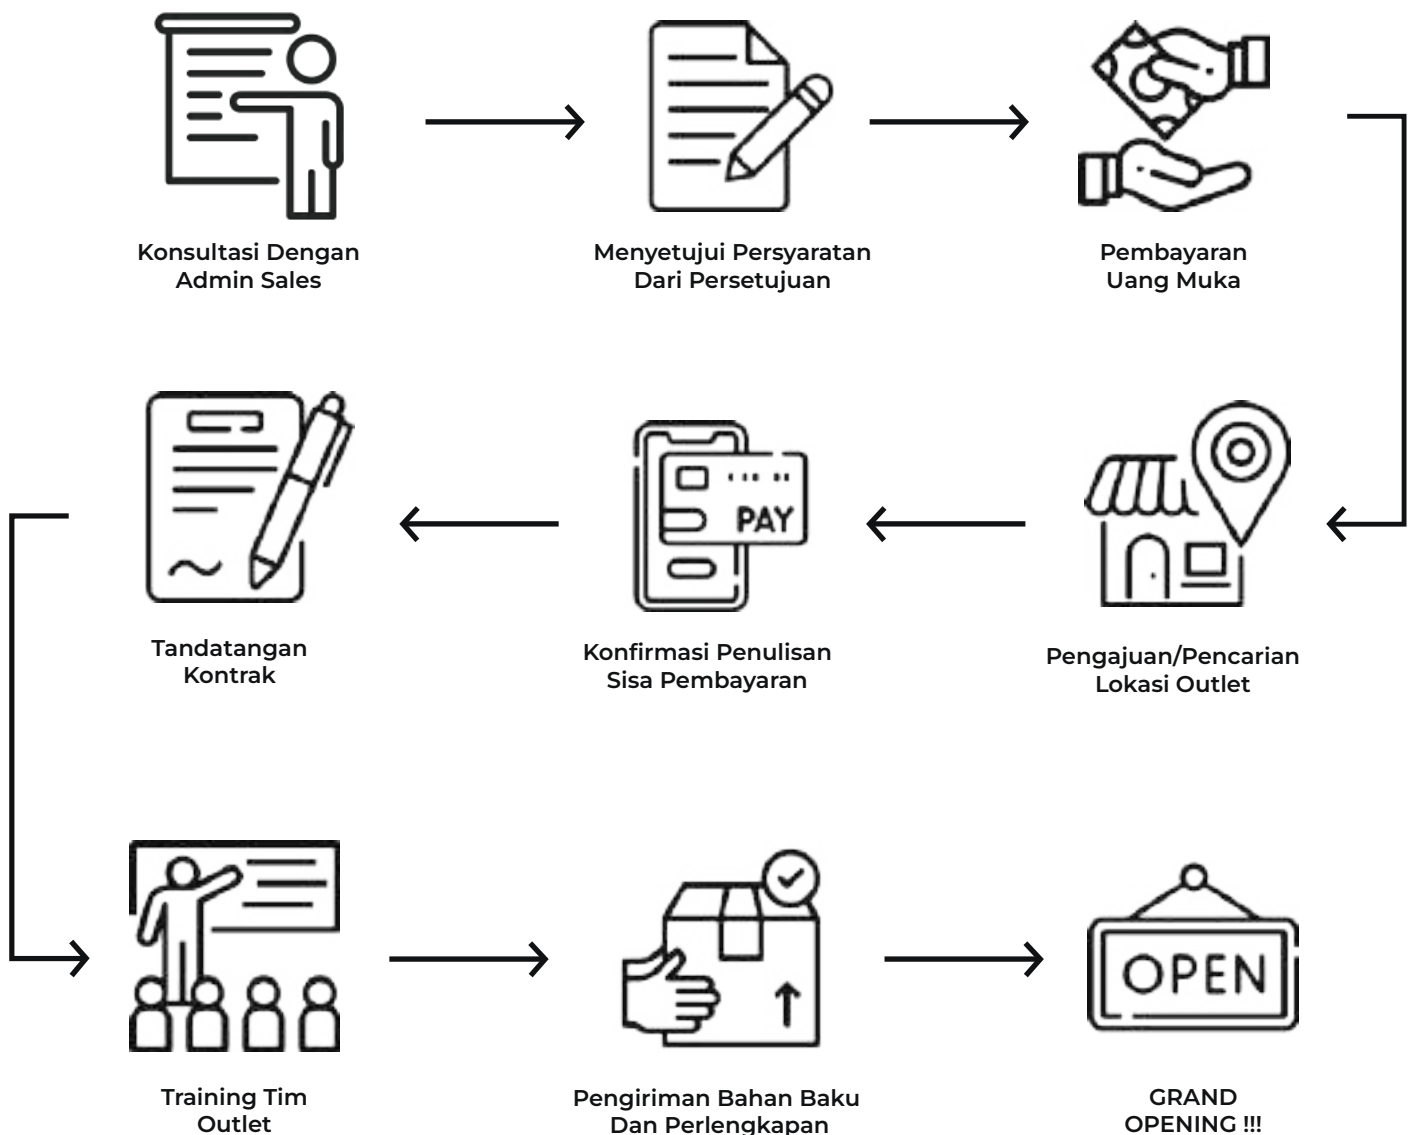 Konsultasi Dengan
Admin Sales
Menyetujui Persyaratan
Dari Persetujuan
Pembayaran
Uang Muka
PAY
Pengajuan/Pencarian
Lokasi Outlet
Konfirmasi Penulisan
Sisa Pembayaran
Tandatangan
Kontrak
Training Tim
Outlet
Pengiriman Bahan Baku
Dan Perlengkapan
OPEN
GRAND
OPENING !!!